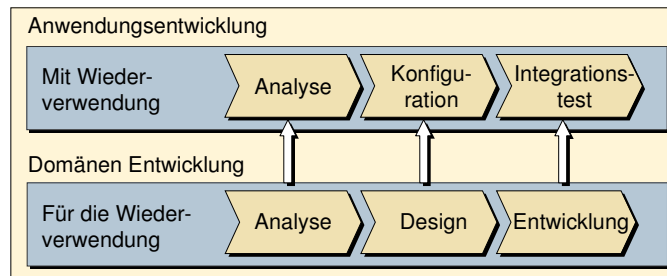 Anwendungsentwicklung
Mit Wieder-
verwendung
Analyse
Konfigu-
ration
Integrations-
test
Domänen Entwicklung
Für die Wieder-
verwendung
Analyse
Design
Entwicklung